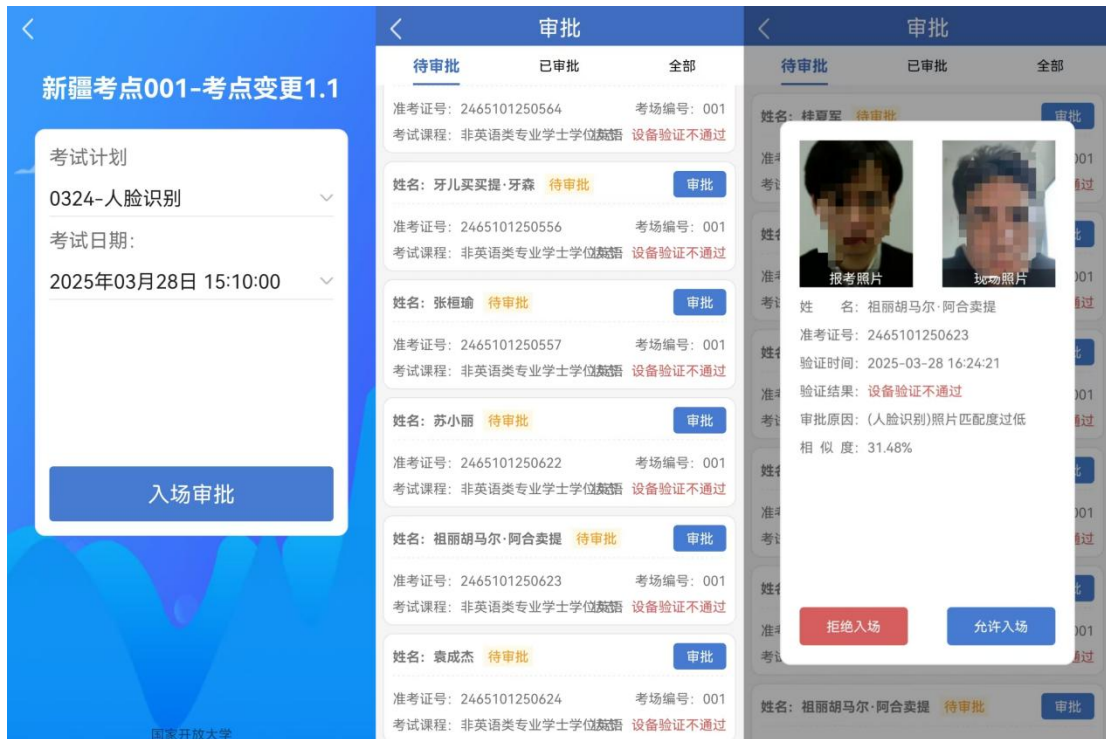 新疆考点001-考点变更1.1
考试计划
0324-人脸识别
考试日期:
2025年03月28日 15:10:00
入场审批
国家开放大学
审批
待审批 已审批 全部
准考证号: 2465101250564 考场编号: 001
考试课程: 非英语类专业学士学位 设备验证不通过
姓名: 牙儿买买提·牙森 待审批 审批
准考证号: 2465101250556 考场编号: 001
考试课程: 非英语类专业学士学位 设备验证不通过
姓名: 张桓瑜 待审批 审批
准考证号: 2465101250557 考场编号: 001
考试课程: 非英语类专业学士学位 设备验证不通过
姓名: 苏小丽 待审批 审批
准考证号: 2465101250622 考场编号: 001
考试课程: 非英语类专业学士学位 设备验证不通过
姓名: 祖丽胡马尔·阿合卖提 待审批 审批
准考证号: 2465101250623 考场编号: 001
考试课程: 非英语类专业学士学位 设备验证不通过
姓名: 袁成杰 待审批 审批
准考证号: 2465101250624 考场编号: 001
考试课程: 非英语类专业学士学位 设备验证不通过
审批
待审批 已审批 全部
姓名: 桂夏军 待审批 审批
报考照片 现场照片
姓 名: 祖丽胡马尔·阿合卖提
准考证号: 2465101250623
验证时间: 2025-03-28 16:24:21
验证结果: 设备验证不通过
审批原因: (人脸识别)照片匹配度过低
相 似 度: 31.48%
拒绝入场 允许入场
姓名: 祖丽胡马尔·阿合卖提 待审批 审批